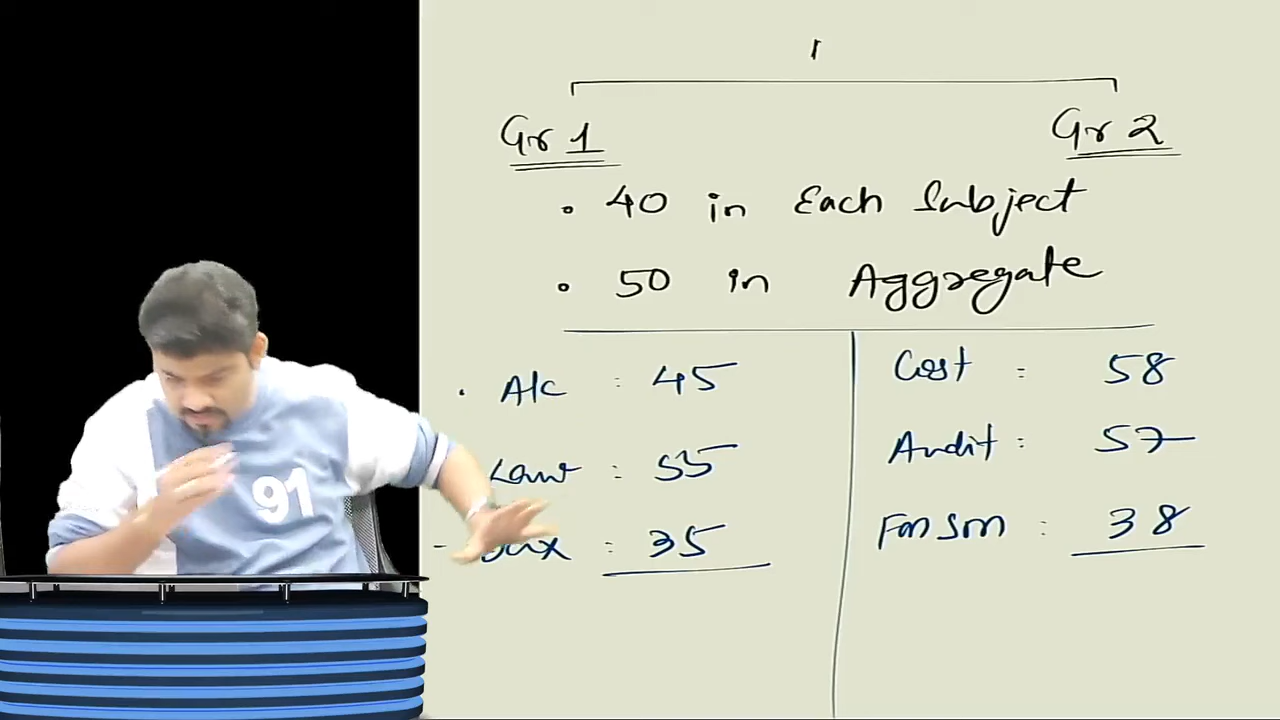 Gr 1
Gr 2
• 40 in Each Subject
• 50 in Aggregate
• A/c : 45
Law : 55
- Tax : 35
Cost : 58
Audit : 57
Fm Sm : 38
91